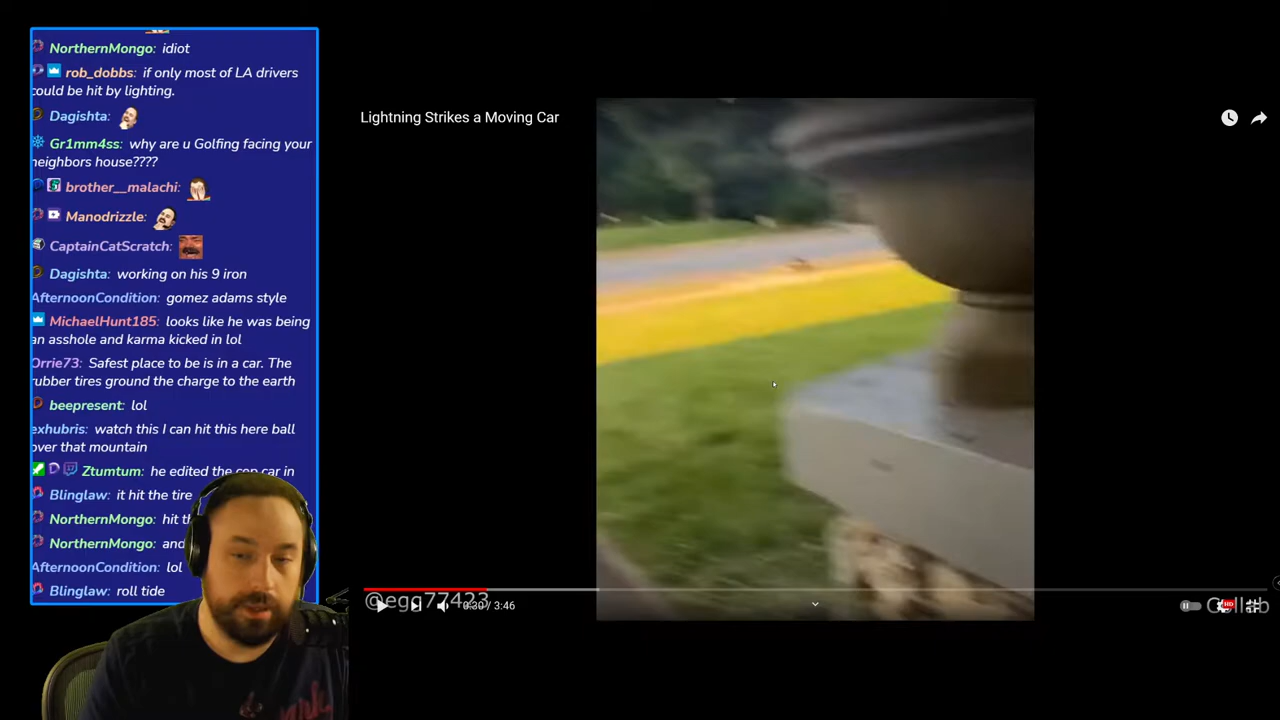 NorthernMongo: idiot
rob_dobbs: if only most of LA drivers
could be hit by lighting.
Dagishta:
Gr1mm4ss: why are u Golfing facing your
neighbors house????
brother__malachi:
Manodrizzle:
CaptainCatScratch:
Dagishta: working on his 9 iron
AfternoonCondition: gomez adams style
MichaelHunt185: looks like he was being
an asshole and karma kicked in lol
Orrie73: Safest place to be is in a car. The
rubber tires ground the charge to the earth
beepresent: lol
exhubris: watch this I can hit this here ball
over that mountain
Ztumtum: he edited the cop car in
Blinglaw: it hit the tire
NorthernMongo: hit
NorthernMongo: and
AfternoonCondition: lol
Blinglaw: roll tide
Lightning Strikes a Moving Car
@egg77423
0:30 / 3:46
HD
Collab